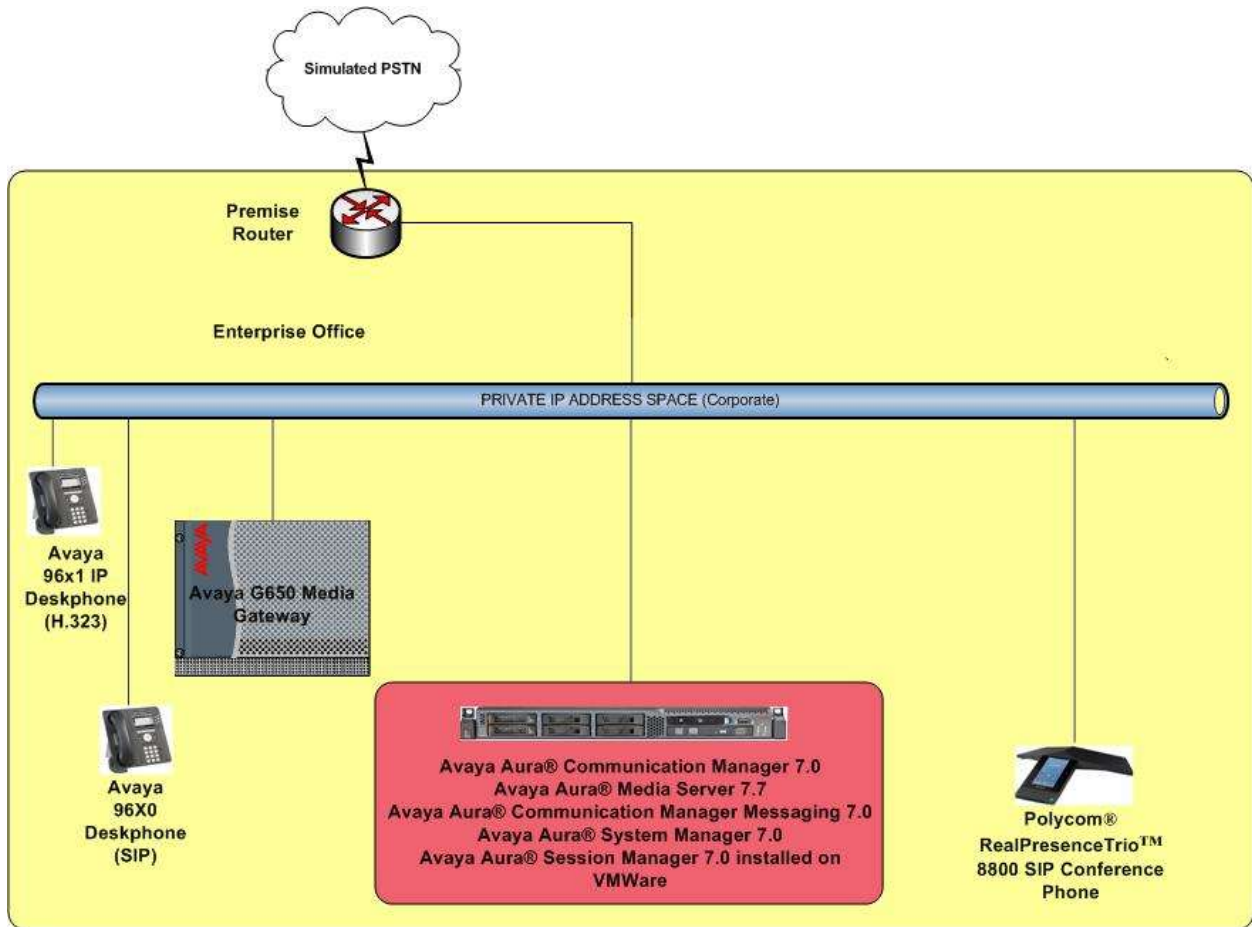 Simulated PSTN
Premise
Router
Enterprise Office
PRIVATE IP ADDRESS SPACE (Corporate)
Avaya
96x1 IP
Deskphone
(H.323)
AVAYA
Avaya G650 Media
Gateway
Avaya
96X0
Deskphone
(SIP)
Avaya Aura® Communication Manager 7.0
Avaya Aura® Media Server 7.7
Avaya Aura® Communication Manager Messaging 7.0
Avaya Aura® System Manager 7.0
Avaya Aura® Session Manager 7.0 installed on
VMWare
Polycom®
RealPresenceTrio™
8800 SIP Conference
Phone